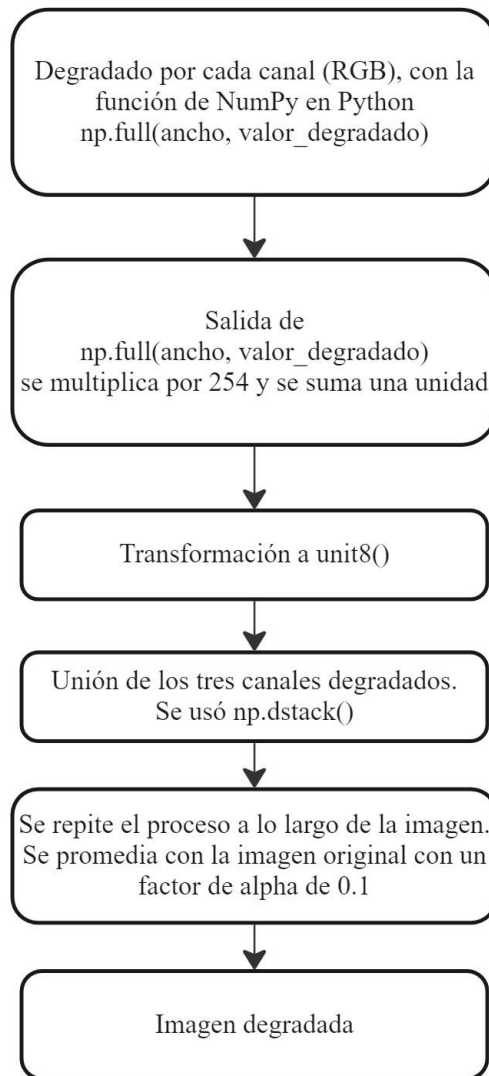 Degradado por cada canal (RGB), con la
función de NumPy en Python
np.full(ancho, valor_degradado)
Salida de
np.full(ancho, valor_degradado)
se multiplica por 254 y se suma una unidad
Transformación a unit8()
Unión de los tres canales degradados.
Se usó np.dstack()
Se repite el proceso a lo largo de la imagen.
Se promedia con la imagen original con un
factor de alpha de 0.1
Imagen degradada